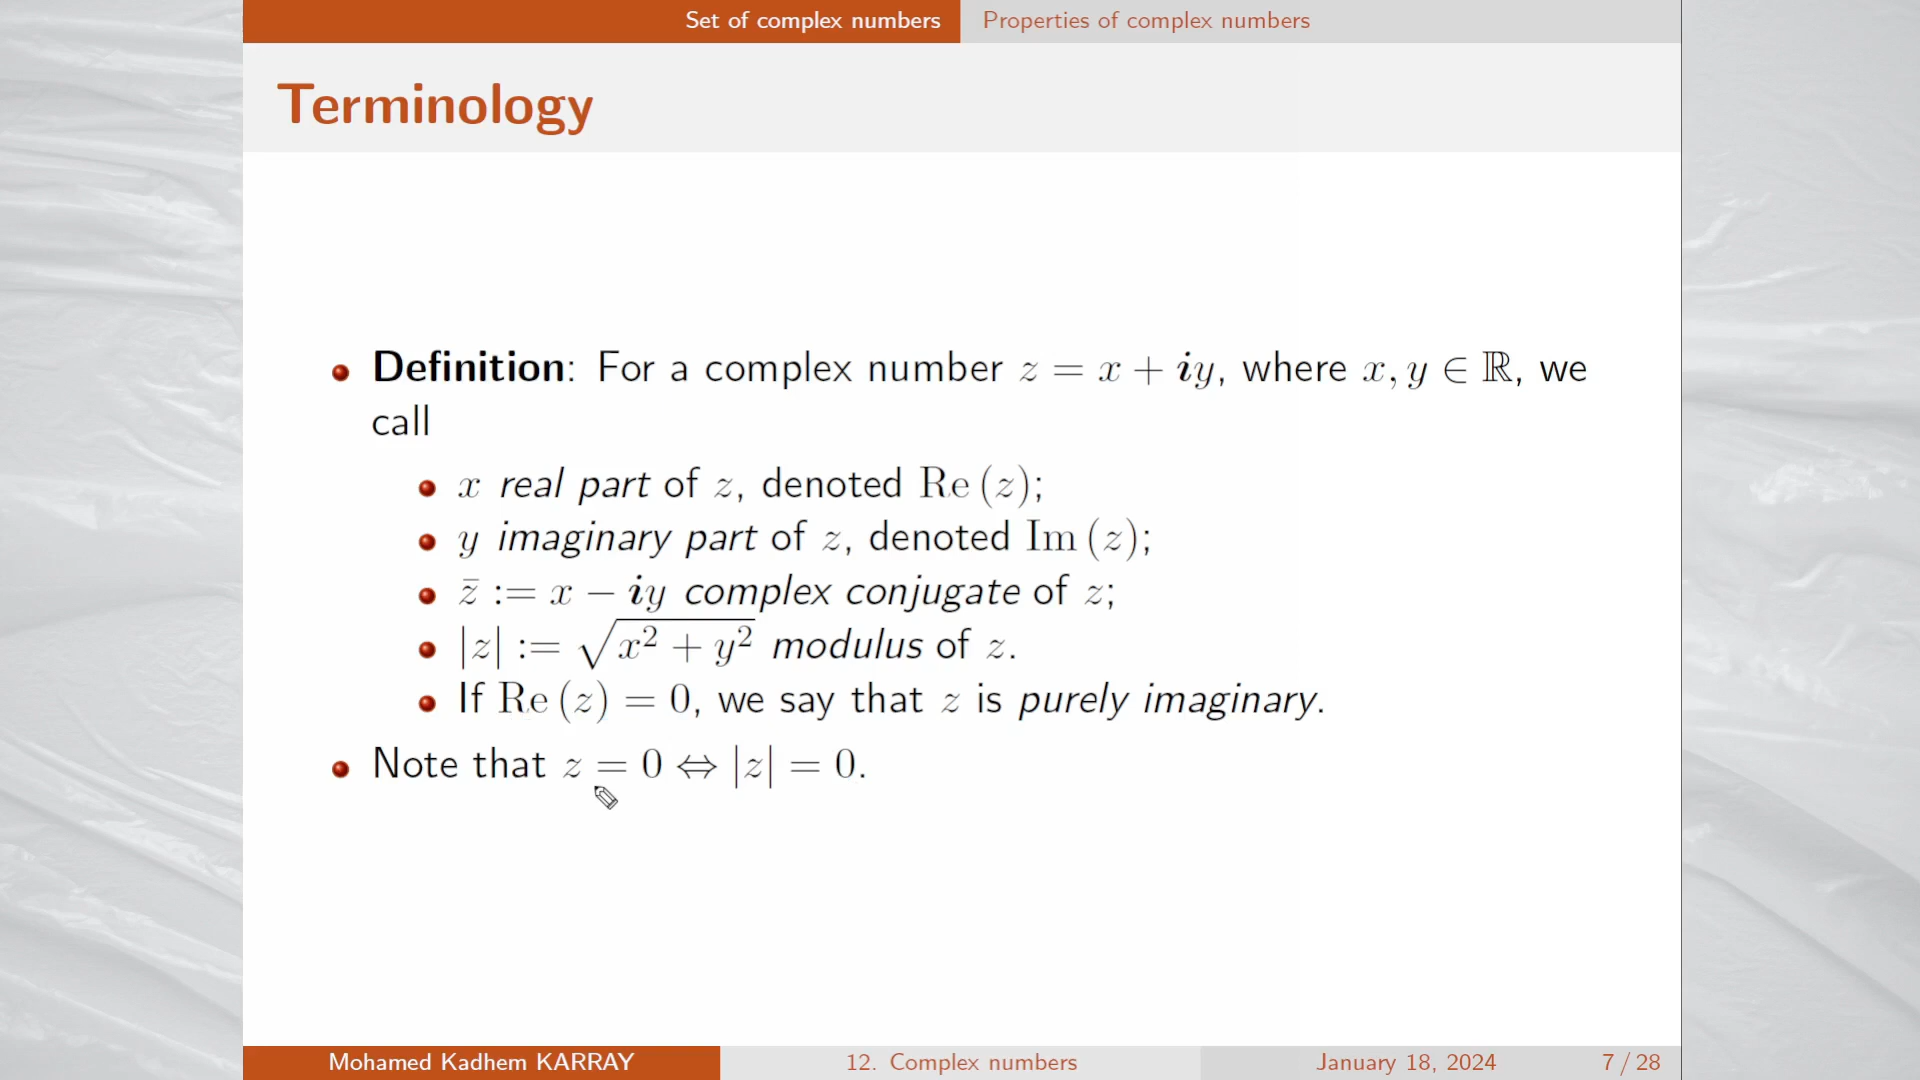 Set of complex numbers Properties of complex numbers
Terminology
Definition: For a complex number z = x + iy, where x, y ∈ ℝ, we
call
x real part of z, denoted Re (z);
y imaginary part of z, denoted Im (z);
z̄ := x − iy complex conjugate of z;
|z| := √(x² + y²) modulus of z.
If Re (z) = 0, we say that z is purely imaginary.
Note that z = 0 ⇔ |z| = 0.
Mohamed Kadhem KARRAY 12. Complex numbers January 18, 2024 7 / 28